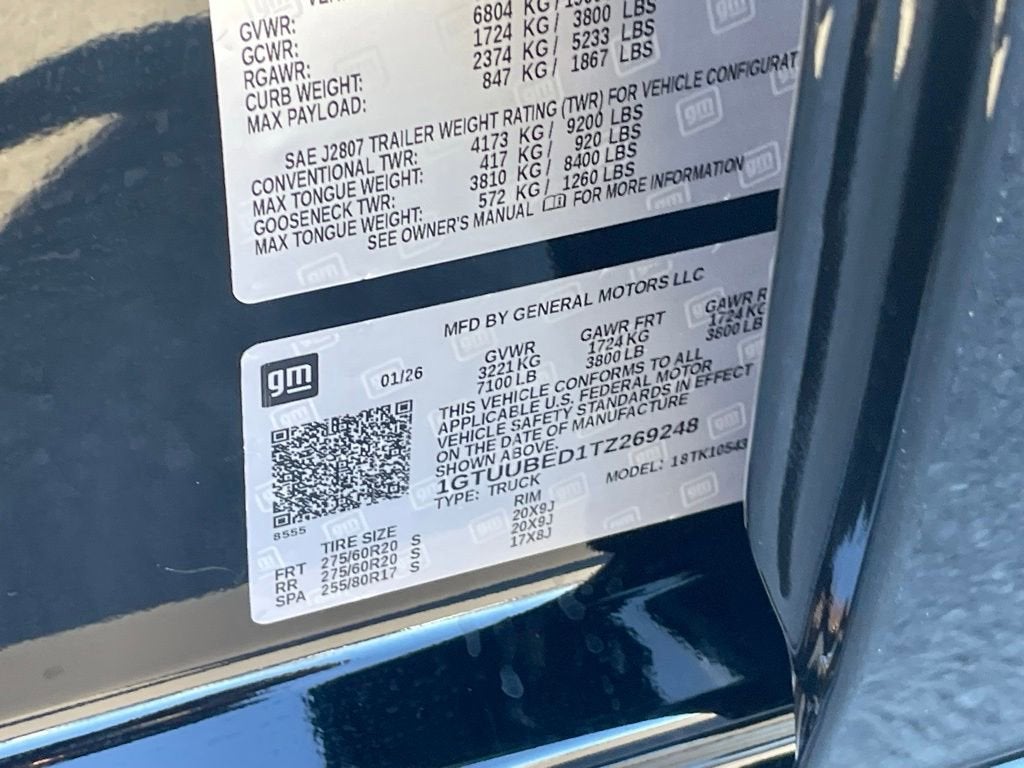 GVWR:
GCWR: 6804 KG/
RGAWR: 1724 KG/ 3800 LBS
CURB WEIGHT: 2374 KG/ 5233 LBS
MAX PAYLOAD: 847 KG/ 1867 LBS
SAE J2807 TRAILER WEIGHT RATING (TWR) FOR VEHICLE CONFIGURAT
CONVENTIONAL TWR: 4173 KG/ 9200 LBS
MAX TONGUE WEIGHT: 417 KG/ 920 LBS
GOOSENECK TWR: 3810 KG/ 8400 LBS
MAX TONGUE WEIGHT: 572 KG/ 1260 LBS
SEE OWNER'S MANUAL FOR MORE INFORMATION
MFD BY GENERAL MOTORS LLC
gm 01/26
GVWR GAWR FRT GAWR R
3221 KG 1724 KG 1724 KG
7100 LB 3800 LB 3800 LB
THIS VEHICLE CONFORMS TO ALL
APPLICABLE U.S. FEDERAL MOTOR
VEHICLE SAFETY STANDARDS IN EFFECT
ON THE DATE OF MANUFACTURE
SHOWN ABOVE.
1GTUUBED1TZ269248
TYPE: TRUCK MODEL: 18TK10543
8555
TIRE SIZE RIM
FRT 275/60R20 S 20X9J
RR 275/60R20 S 20X9J
SPA 255/80R17 S 17X8J